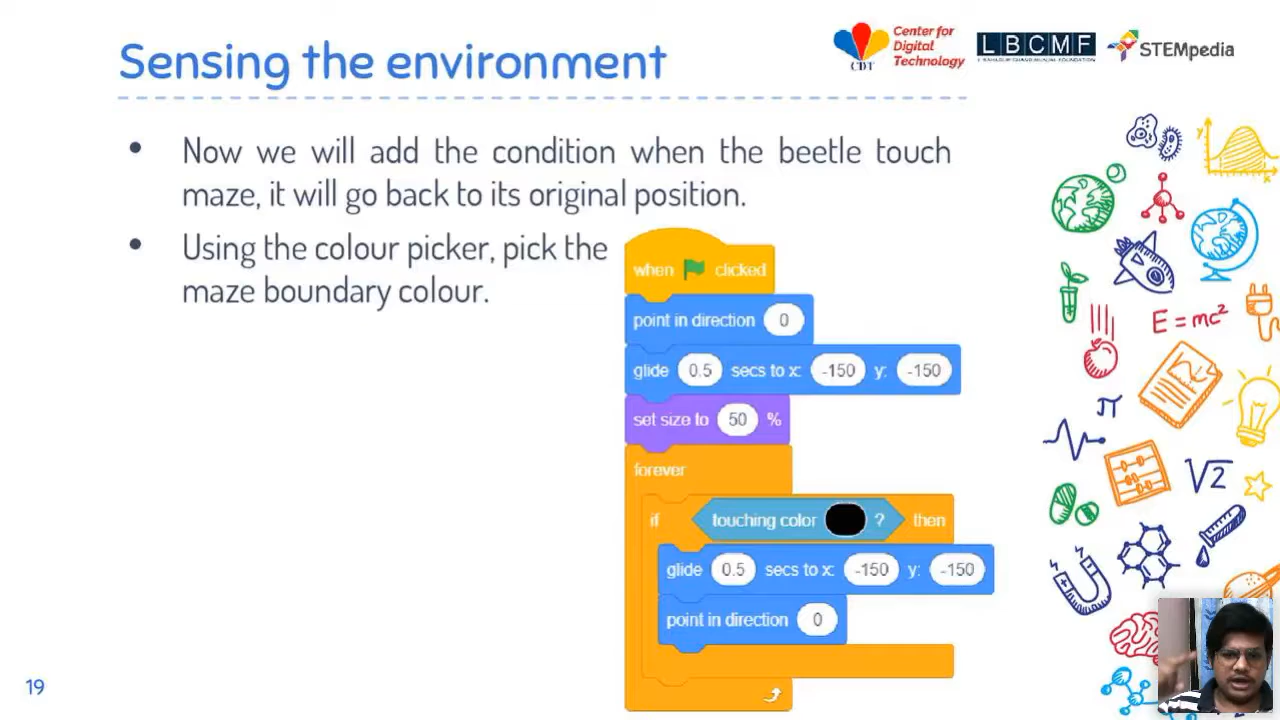 Sensing the environment
CDT
Center for
Digital
Technology
LBCMF
STEMpedia
• Now we will add the condition when the beetle touch
maze, it will go back to its original position.
• Using the colour picker, pick the
maze boundary colour.
when clicked
point in direction 0
glide 0.5 secs to x: -150 y: -150
set size to 50 %
forever
if touching color ? then
glide 0.5 secs to x: -150 y: -150
point in direction 0
y
x
E = mc²
π
√2
19